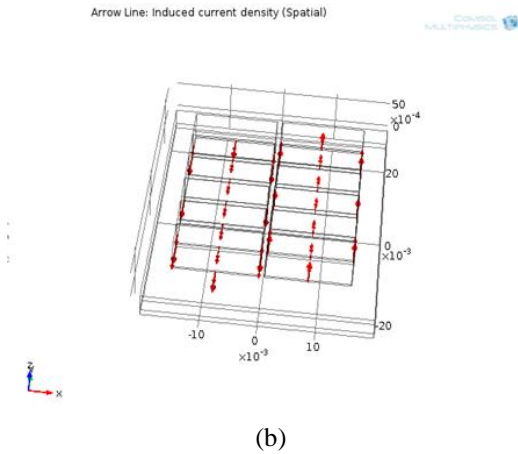 Arrow Line: Induced current density (Spatial)
COMSOL
MULTIPHYSICS
50
×10⁻⁴
0
20
0
×10⁻³
-20
-10
0
10
×10⁻³
z
x
(b)